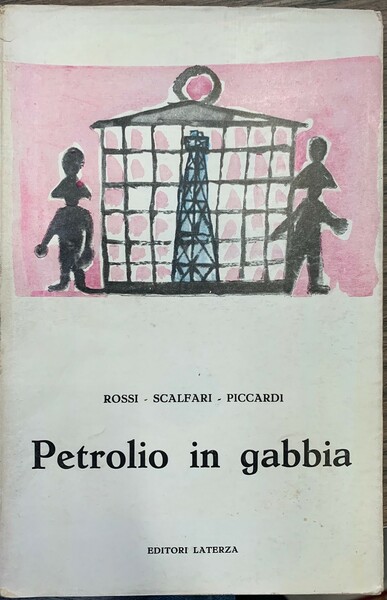 ROSSI - SCALFARI - PICCARDI
Petrolio in gabbia
EDITORI LATERZA